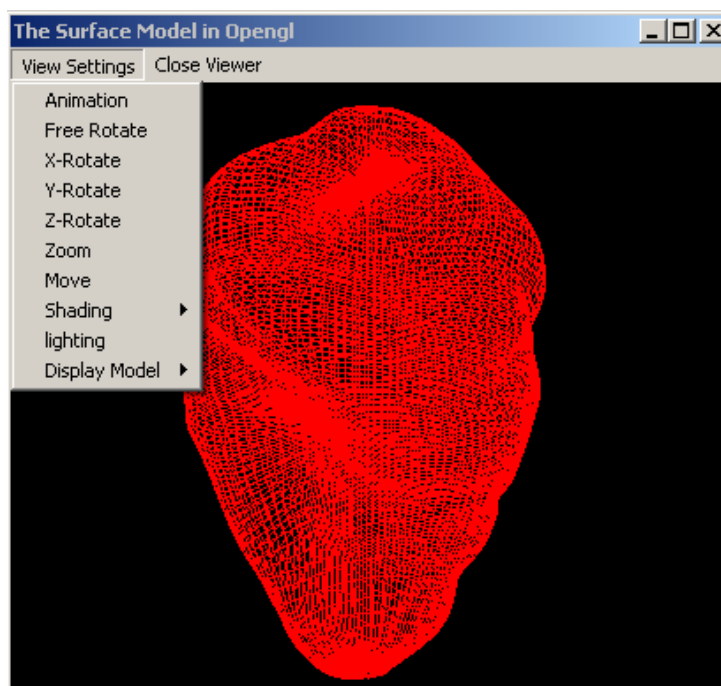 The Surface Model in Opengl
View Settings Close Viewer
Animation
Free Rotate
X-Rotate
Y-Rotate
Z-Rotate
Zoom
Move
Shading
lighting
Display Model